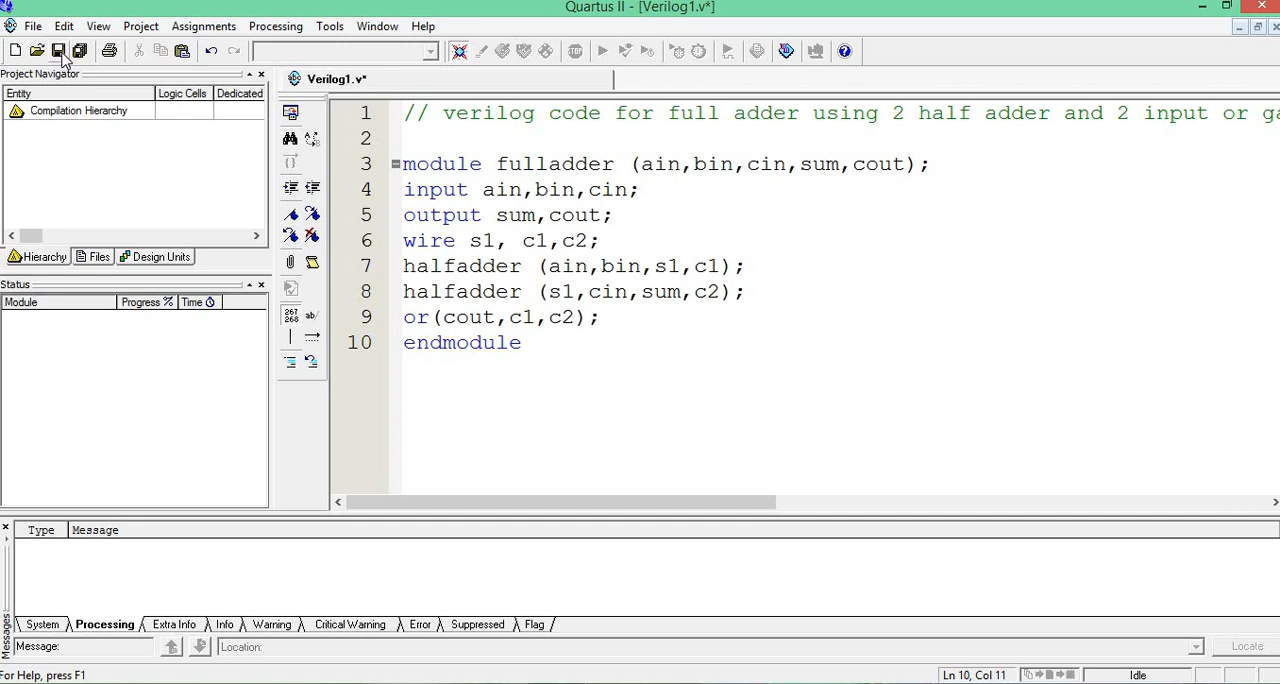 Quartus II - [Verilog1.v*]
File Edit View Project Assignments Processing Tools Window Help
Project Navigator
Verilog1.v*
Entity Logic Cells Dedicated
Compilation Hierarchy
Hierarchy Files Design Units
Status
Module Progress % Time
267
268
ab/
1 // verilog code for full adder using 2 half adder and 2 input or ga
2
3 module fulladder (ain,bin,cin,sum,cout);
4 input ain,bin,cin;
5 output sum,cout;
6 wire s1, c1,c2;
7 halfadder (ain,bin,s1,c1);
8 halfadder (s1,cin,sum,c2);
9 or(cout,c1,c2);
10 endmodule
Type Message
System Processing Extra Info Info Warning Critical Warning Error Suppressed Flag
Messages
Message: Location: Locate
For Help, press F1 Ln 10, Col 11 Idle